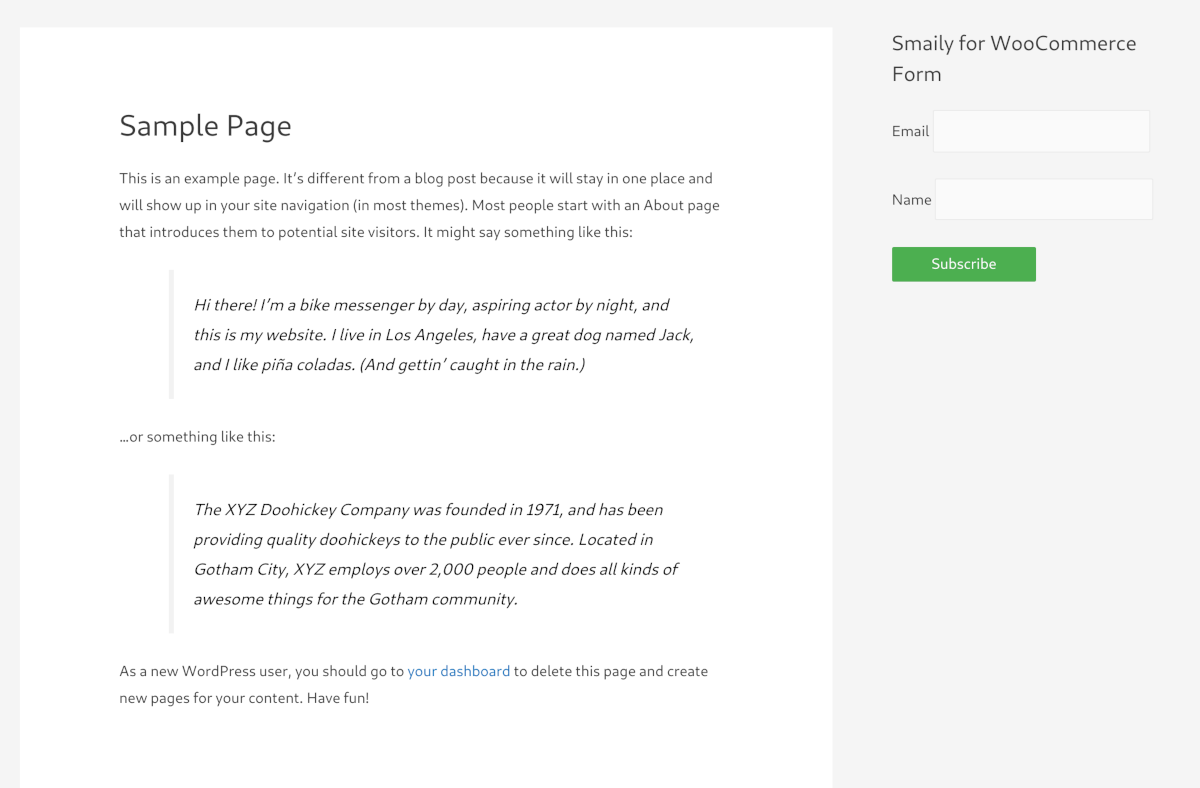 Sample Page
This is an example page. It’s different from a blog post because it will stay in one place and
will show up in your site navigation (in most themes). Most people start with an About page
that introduces them to potential site visitors. It might say something like this:
Hi there! I’m a bike messenger by day, aspiring actor by night, and
this is my website. I live in Los Angeles, have a great dog named Jack,
and I like piña coladas. (And gettin’ caught in the rain.)
…or something like this:
The XYZ Doohickey Company was founded in 1971, and has been
providing quality doohickeys to the public ever since. Located in
Gotham City, XYZ employs over 2,000 people and does all kinds of
awesome things for the Gotham community.
As a new WordPress user, you should go to your dashboard to delete this page and create
new pages for your content. Have fun!
Smaily for WooCommerce
Form
Email
Name
Subscribe